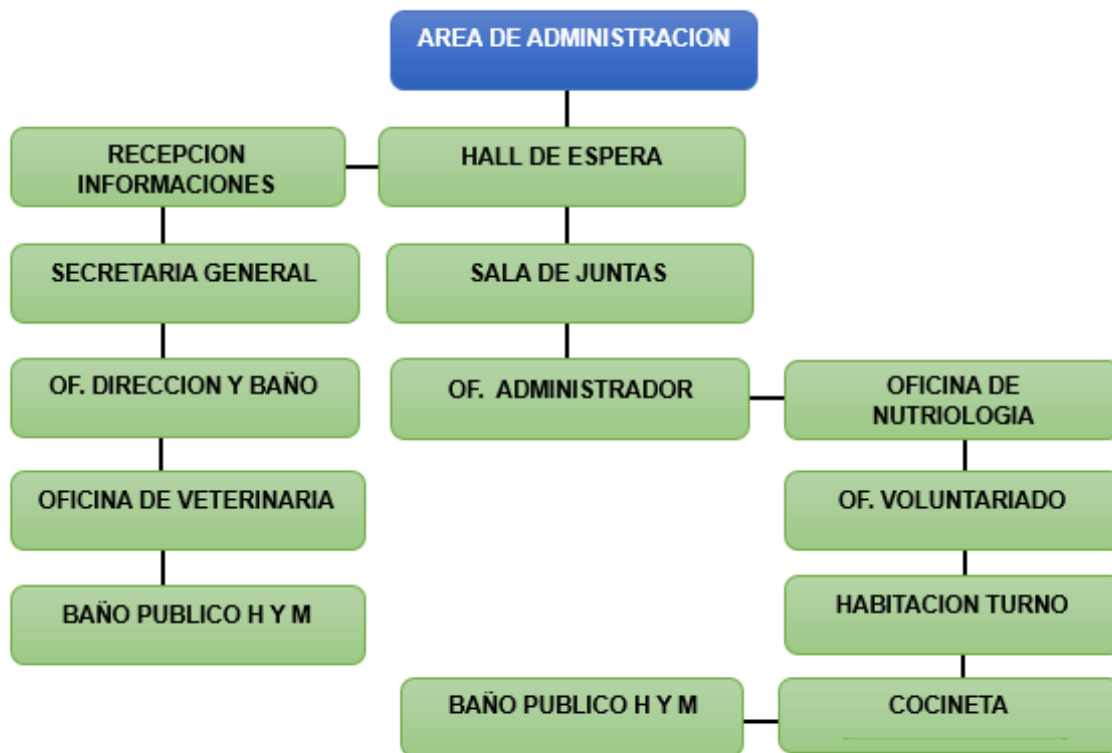 AREA DE ADMINISTRACION
RECEPCION
INFORMACIONES
HALL DE ESPERA
SECRETARIA GENERAL
SALA DE JUNTAS
OF. DIRECCION Y BAÑO
OF. ADMINISTRADOR
OFICINA DE
NUTRIOLOGIA
OFICINA DE VETERINARIA
OF. VOLUNTARIADO
BAÑO PUBLICO H Y M
HABITACION TURNO
BAÑO PUBLICO H Y M
COCINETA